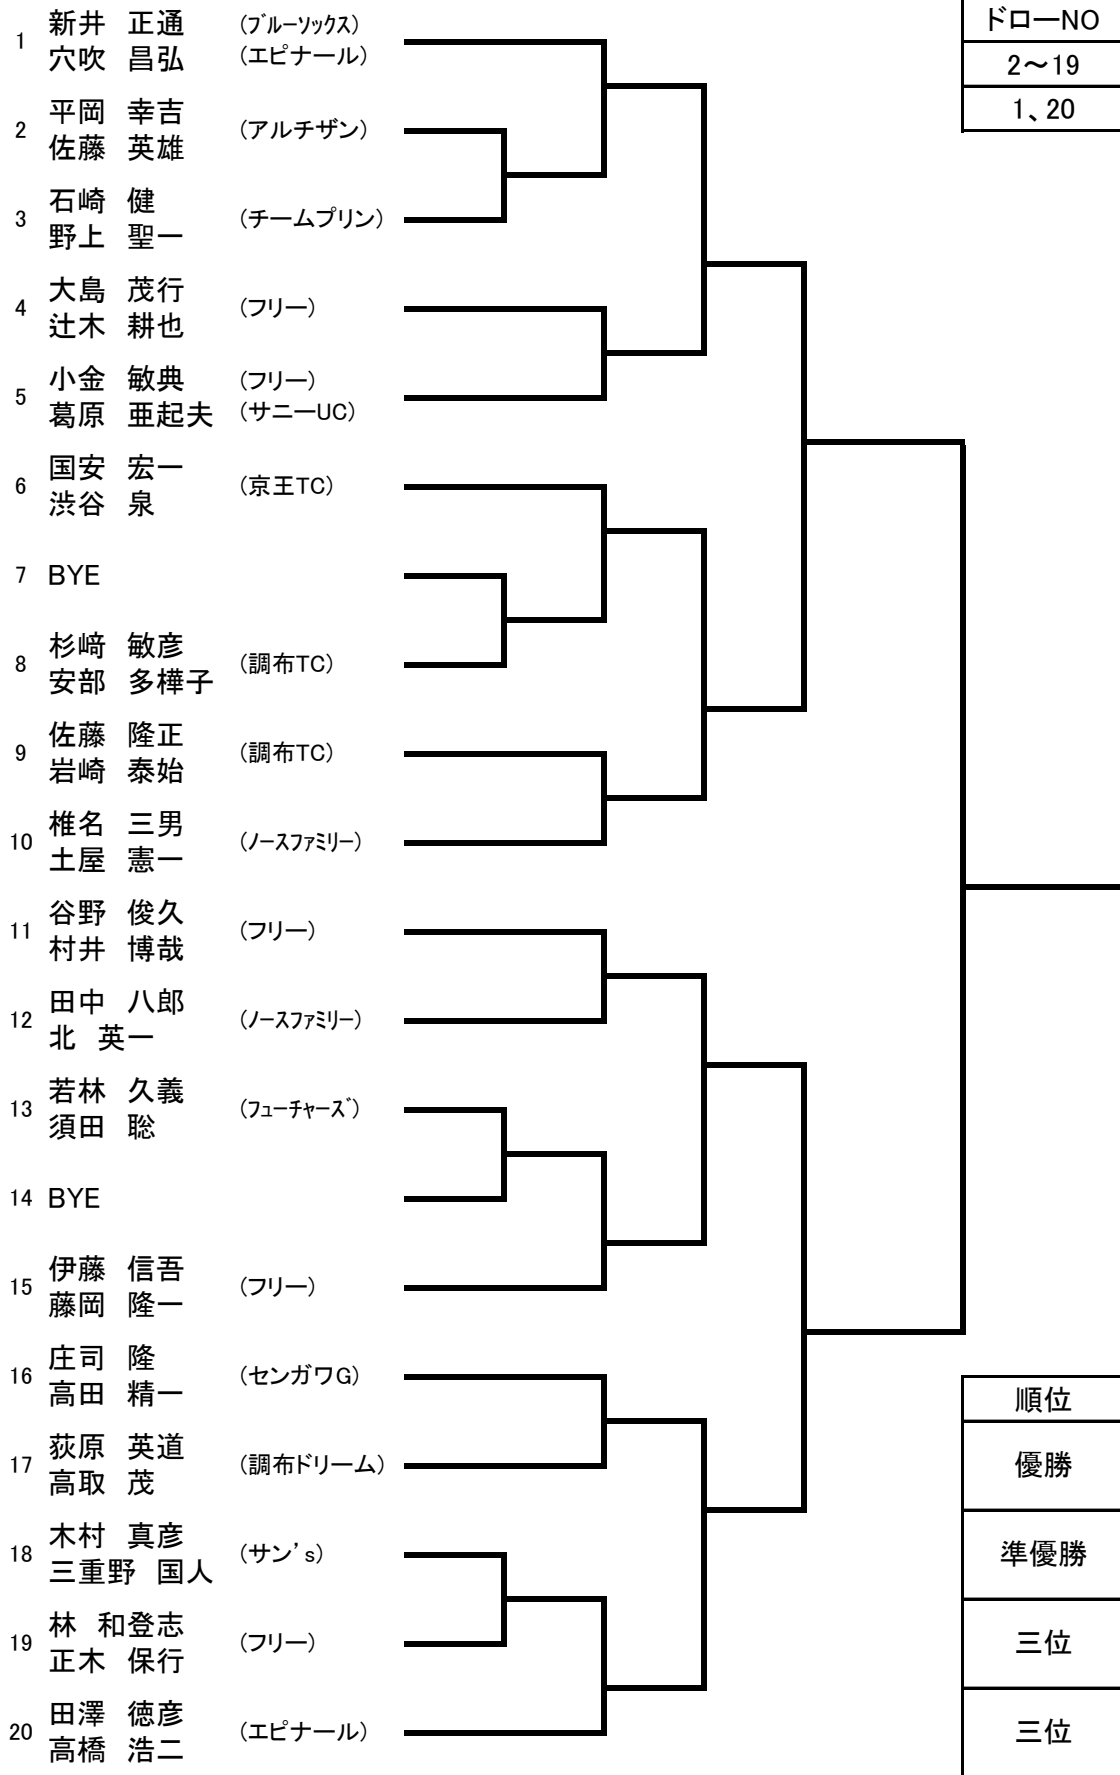 ドローNO
2～19
1、20
1 新井 正通 (ﾌﾞﾙｰｿｯｸｽ)
穴吹 昌弘 (エピナール)
2 平岡 幸吉 (アルチザン)
佐藤 英雄
3 石崎 健 (チームプリン)
野上 聖一
4 大島 茂行 (フリー)
辻木 耕也
5 小金 敏典 (フリー)
葛原 亜起夫 (サニーUC)
6 国安 宏一 (京王TC)
渋谷 泉
7 BYE
8 杉﨑 敏彦 (調布TC)
安部 多樺子
9 佐藤 隆正 (調布TC)
岩崎 泰始
10 椎名 三男 (ﾉｰｽﾌｧﾐﾘｰ)
土屋 憲一
11 谷野 俊久 (フリー)
村井 博哉
12 田中 八郎 (ﾉｰｽﾌｧﾐﾘｰ)
北 英一
13 若林 久義 (ﾌｭｰﾁｬｰｽﾞ)
須田 聡
14 BYE
15 伊藤 信吾 (フリー)
藤岡 隆一
16 庄司 隆 (センガワG)
高田 精一
17 荻原 英道 (調布ドリーム)
高取 茂
18 木村 真彦 (サン’s)
三重野 国人
19 林 和登志 (フリー)
正木 保行
20 田澤 徳彦 (エピナール)
高橋 浩二
順位
優勝
準優勝
三位
三位